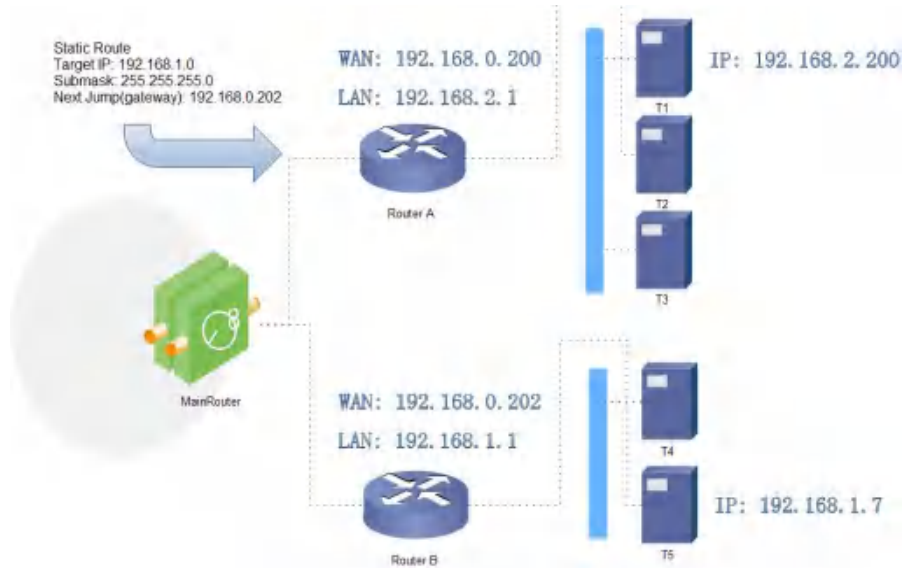 Static Route
Target IP: 192.168.1.0
Submask: 255.255.255.0
Next Jump(gateway): 192.168.0.202
WAN: 192.168.0.200
LAN: 192.168.2.1
Router A
T1
IP: 192.168.2.200
T2
T3
MainRouter
WAN: 192.168.0.202
LAN: 192.168.1.1
Router B
T4
T5
IP: 192.168.1.7